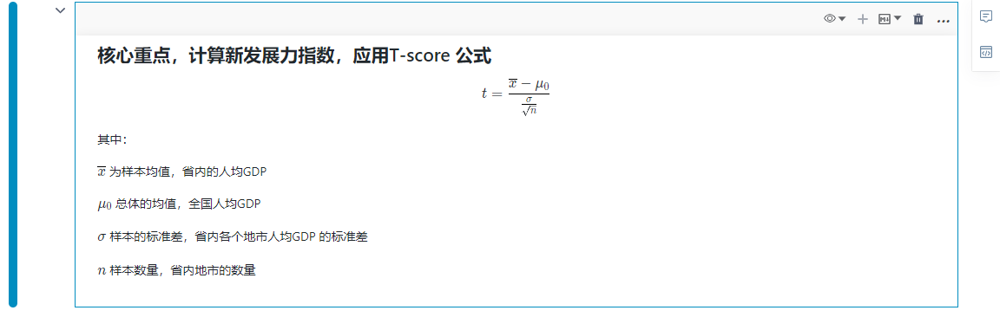 核心重点，计算新发展力指数，应用T-score 公式
t = \frac{\overline{x} - \mu_0}{\frac{\sigma}{\sqrt{n}}}
其中：
\overline{x} 为样本均值，省内的人均GDP
μ0 总体的均值，全国人均GDP
σ 样本的标准差，省内各个地市人均GDP 的标准差
n 样本数量，省内地市的数量